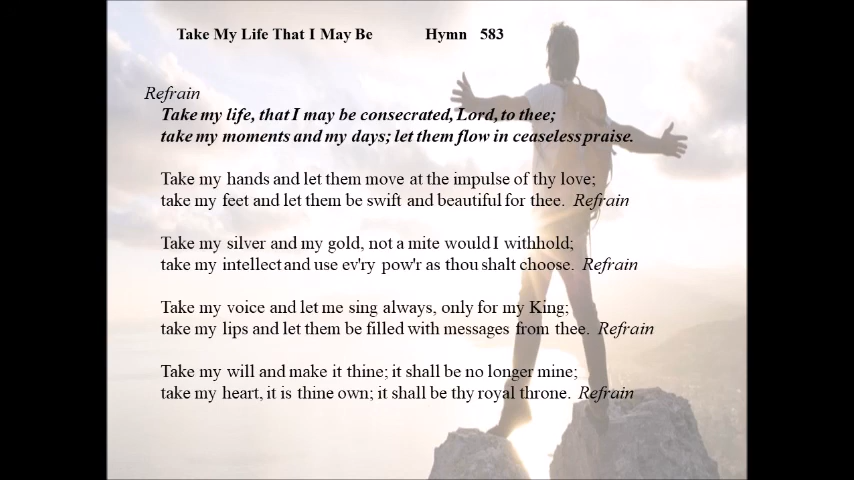 Take My Life That I May Be Hymn 583
Refrain
Take my life, that I may be consecrated, Lord, to thee;
take my moments and my days; let them flow in ceaseless praise.
Take my hands and let them move at the impulse of thy love;
take my feet and let them be swift and beautiful for thee. Refrain
Take my silver and my gold, not a mite would I withhold;
take my intellect and use ev'ry pow'r as thou shalt choose. Refrain
Take my voice and let me sing always, only for my King;
take my lips and let them be filled with messages from thee. Refrain
Take my will and make it thine; it shall be no longer mine;
take my heart, it is thine own; it shall be thy royal throne. Refrain